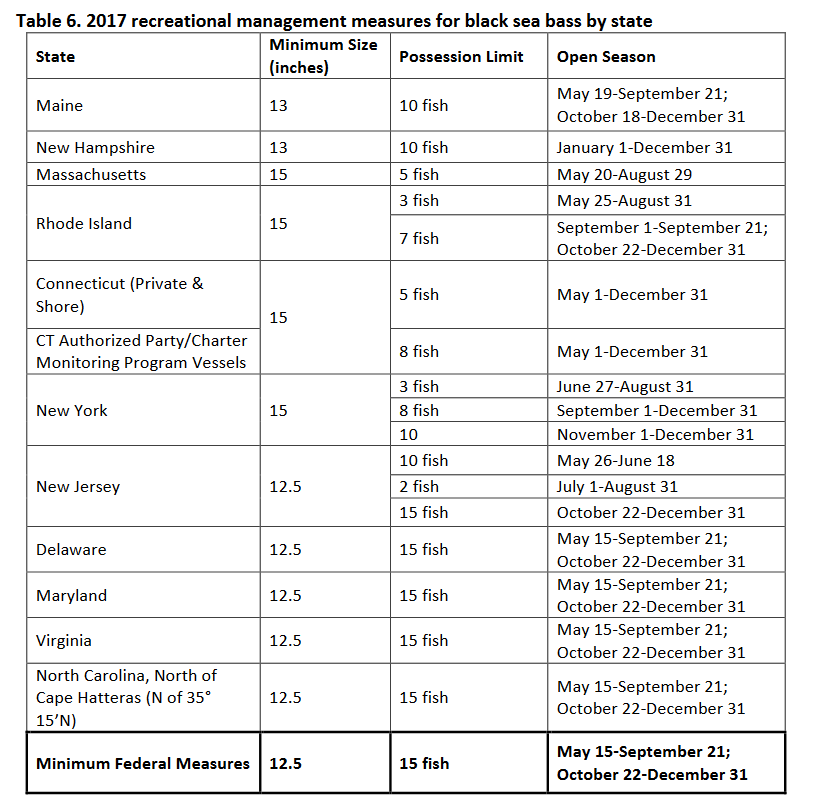 Table 6. 2017 recreational management measures for black sea bass by state
State
Minimum Size
(inches)
Possession Limit
Open Season
Maine
13
10 fish
May 19-September 21;
October 18-December 31
New Hampshire
13
10 fish
January 1-December 31
Massachusetts
15
5 fish
May 20-August 29
Rhode Island
15
3 fish
May 25-August 31
7 fish
September 1-September 21;
October 22-December 31
Connecticut (Private &
Shore)
15
5 fish
May 1-December 31
CT Authorized Party/Charter
Monitoring Program Vessels
8 fish
May 1-December 31
New York
15
3 fish
June 27-August 31
8 fish
September 1-December 31
10
November 1-December 31
New Jersey
12.5
10 fish
May 26-June 18
2 fish
July 1-August 31
15 fish
October 22-December 31
Delaware
12.5
15 fish
May 15-September 21;
October 22-December 31
Maryland
12.5
15 fish
May 15-September 21;
October 22-December 31
Virginia
12.5
15 fish
May 15-September 21;
October 22-December 31
North Carolina, North of
Cape Hatteras (N of 35°
15’N)
12.5
15 fish
May 15-September 21;
October 22-December 31
Minimum Federal Measures
12.5
15 fish
May 15-September 21;
October 22-December 31